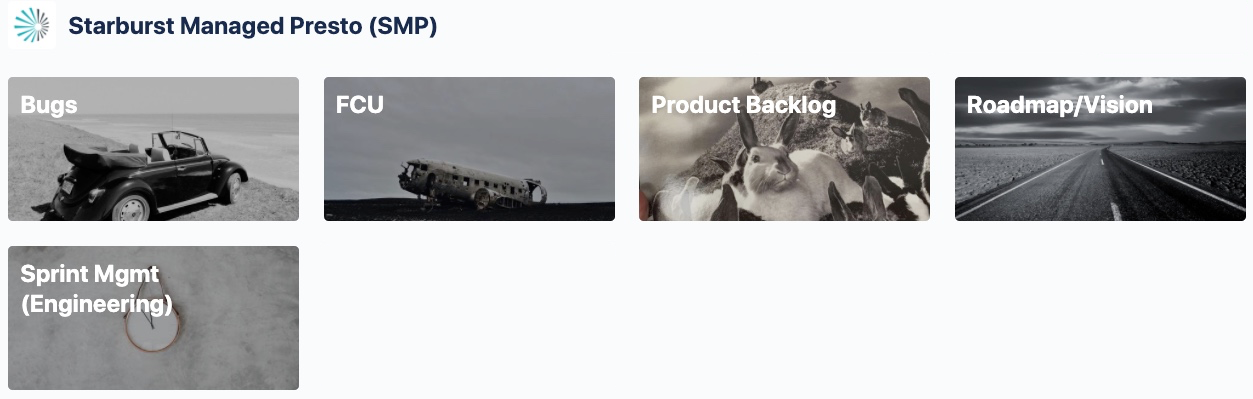 Starburst Managed Presto (SMP)
Bugs
FCU
Product Backlog
Roadmap/Vision
Sprint Mgmt
(Engineering)